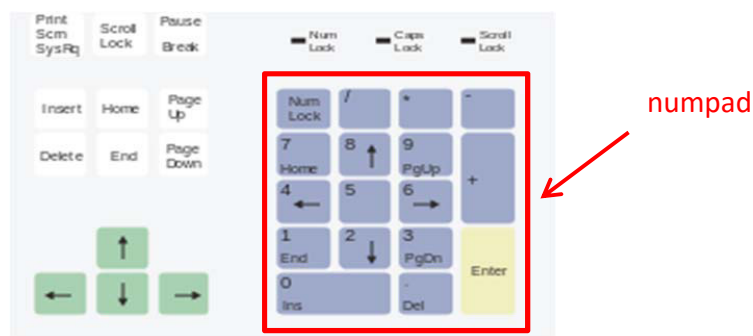 Print
Scrn
SysRq
Scroll
Lock
Pause
Break
Num
Lock
Caps
Lock
Scroll
Lock
numpad
Insert
Home
Page
Up
Num
Lock
/
*
-
Delete
End
Page
Down
7
Home
8
↑
9
PgUp
+
4
←
5
6
→
1
End
2
↓
3
PgDn
Enter
↑
←
↓
→
0
Ins
.
Del